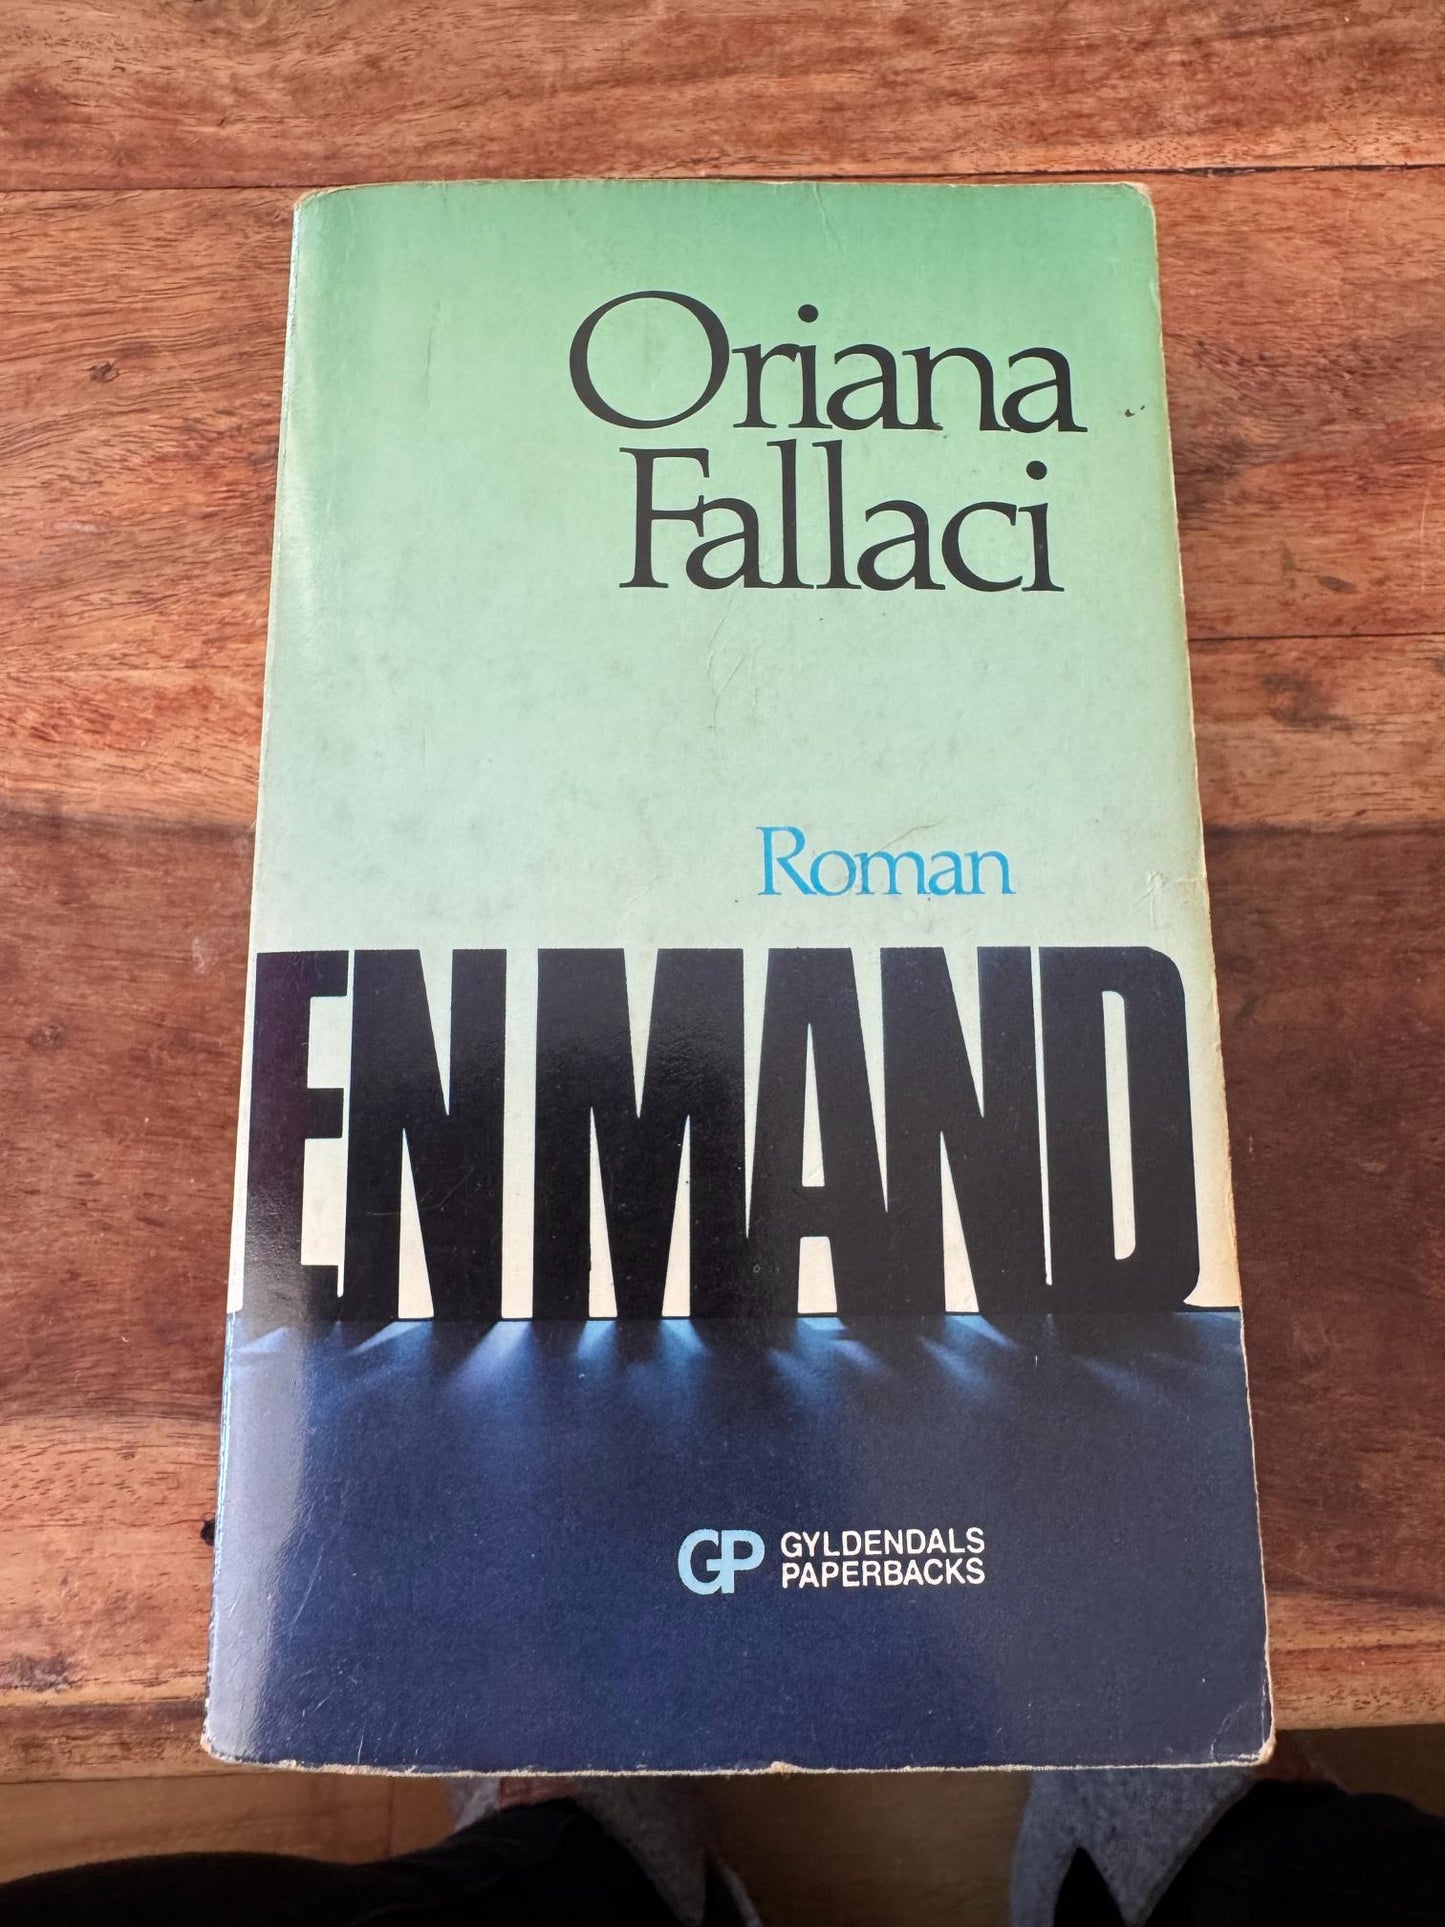 Oriana
Fallaci
Roman
EN MAND
GP GYLDENDALS
PAPERBACKS